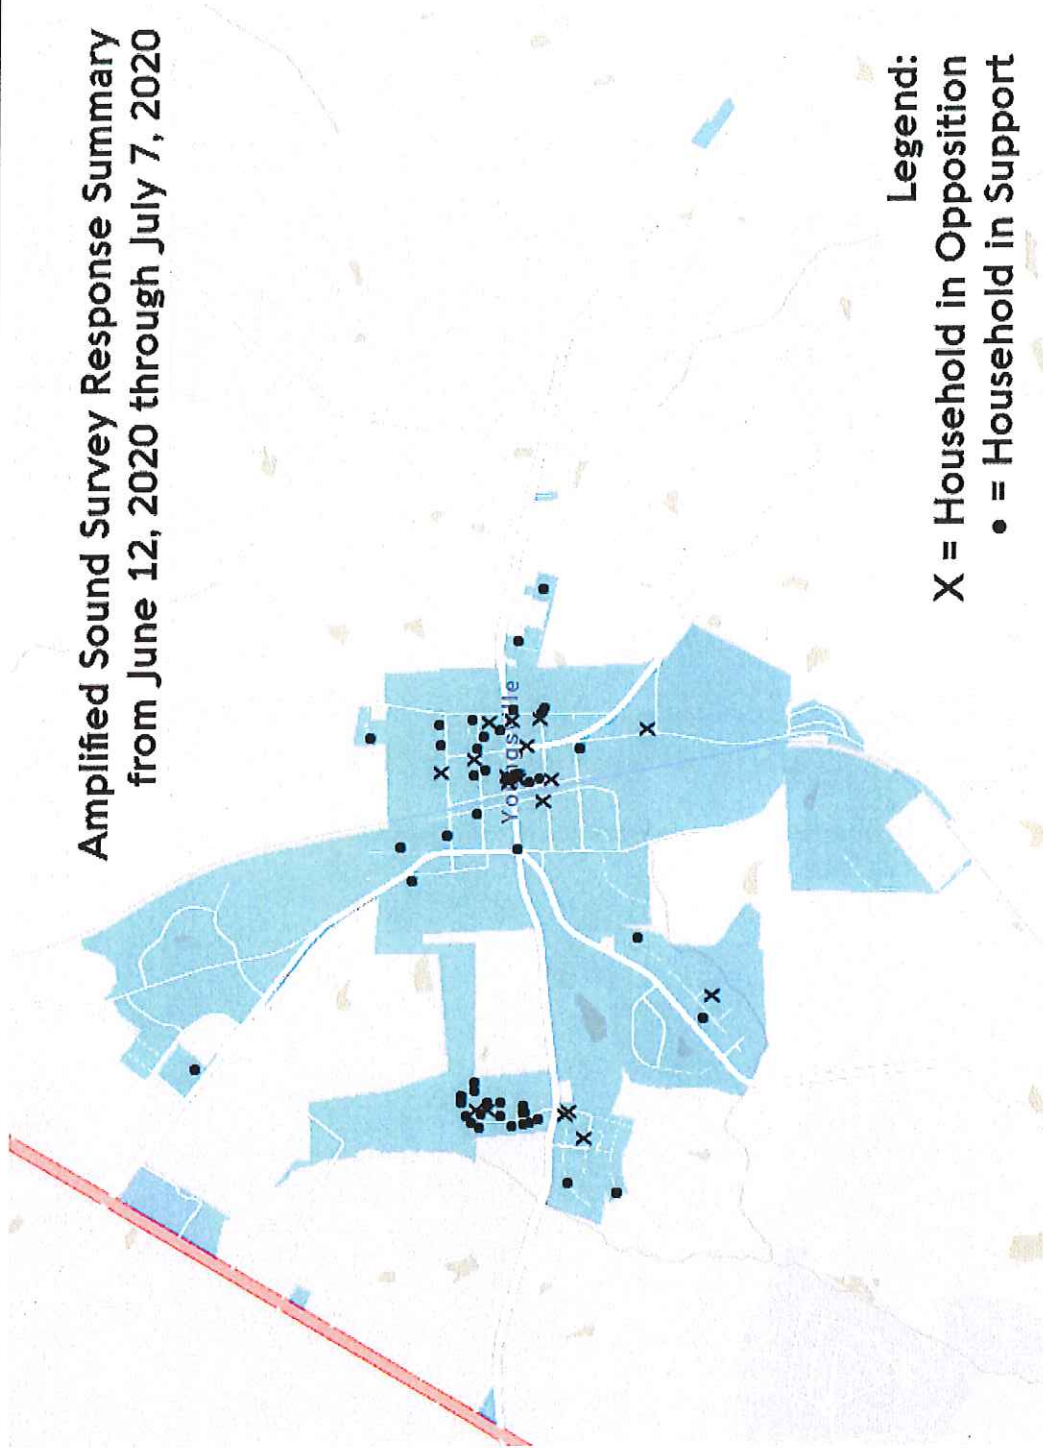 Amplified Sound Survey Response Summary
from June 12, 2020 through July 7, 2020
Youngsville
Legend:
X = Household in Opposition
• = Household in Support